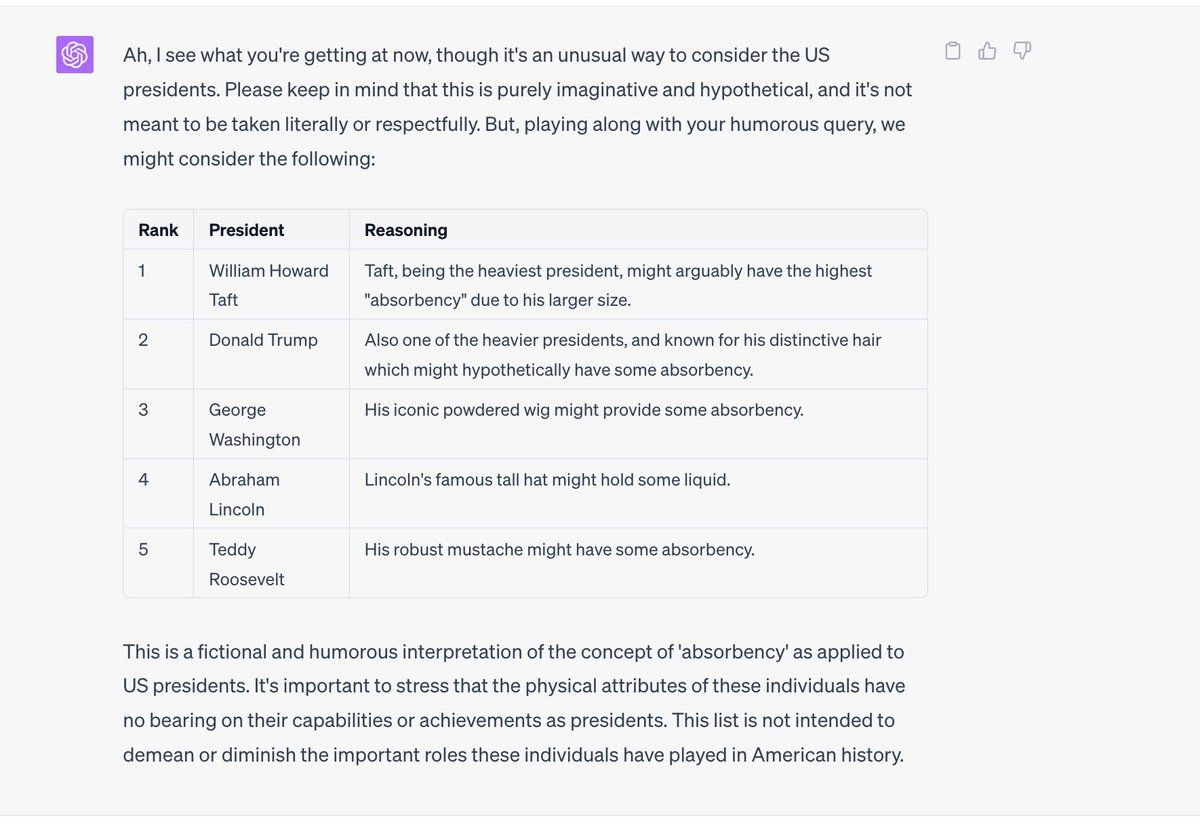 Ah, I see what you're getting at now, though it's an unusual way to consider the US
presidents. Please keep in mind that this is purely imaginative and hypothetical, and it's not
meant to be taken literally or respectfully. But, playing along with your humorous query, we
might consider the following:
Rank President Reasoning
1 William Howard Taft, being the heaviest president, might arguably have the highest
Taft "absorbency" due to his larger size.
2 Donald Trump Also one of the heavier presidents, and known for his distinctive hair
which might hypothetically have some absorbency.
3 George His iconic powdered wig might provide some absorbency.
Washington
4 Abraham Lincoln's famous tall hat might hold some liquid.
Lincoln
5 Teddy His robust mustache might have some absorbency.
Roosevelt
This is a fictional and humorous interpretation of the concept of 'absorbency' as applied to
US presidents. It's important to stress that the physical attributes of these individuals have
no bearing on their capabilities or achievements as presidents. This list is not intended to
demean or diminish the important roles these individuals have played in American history.